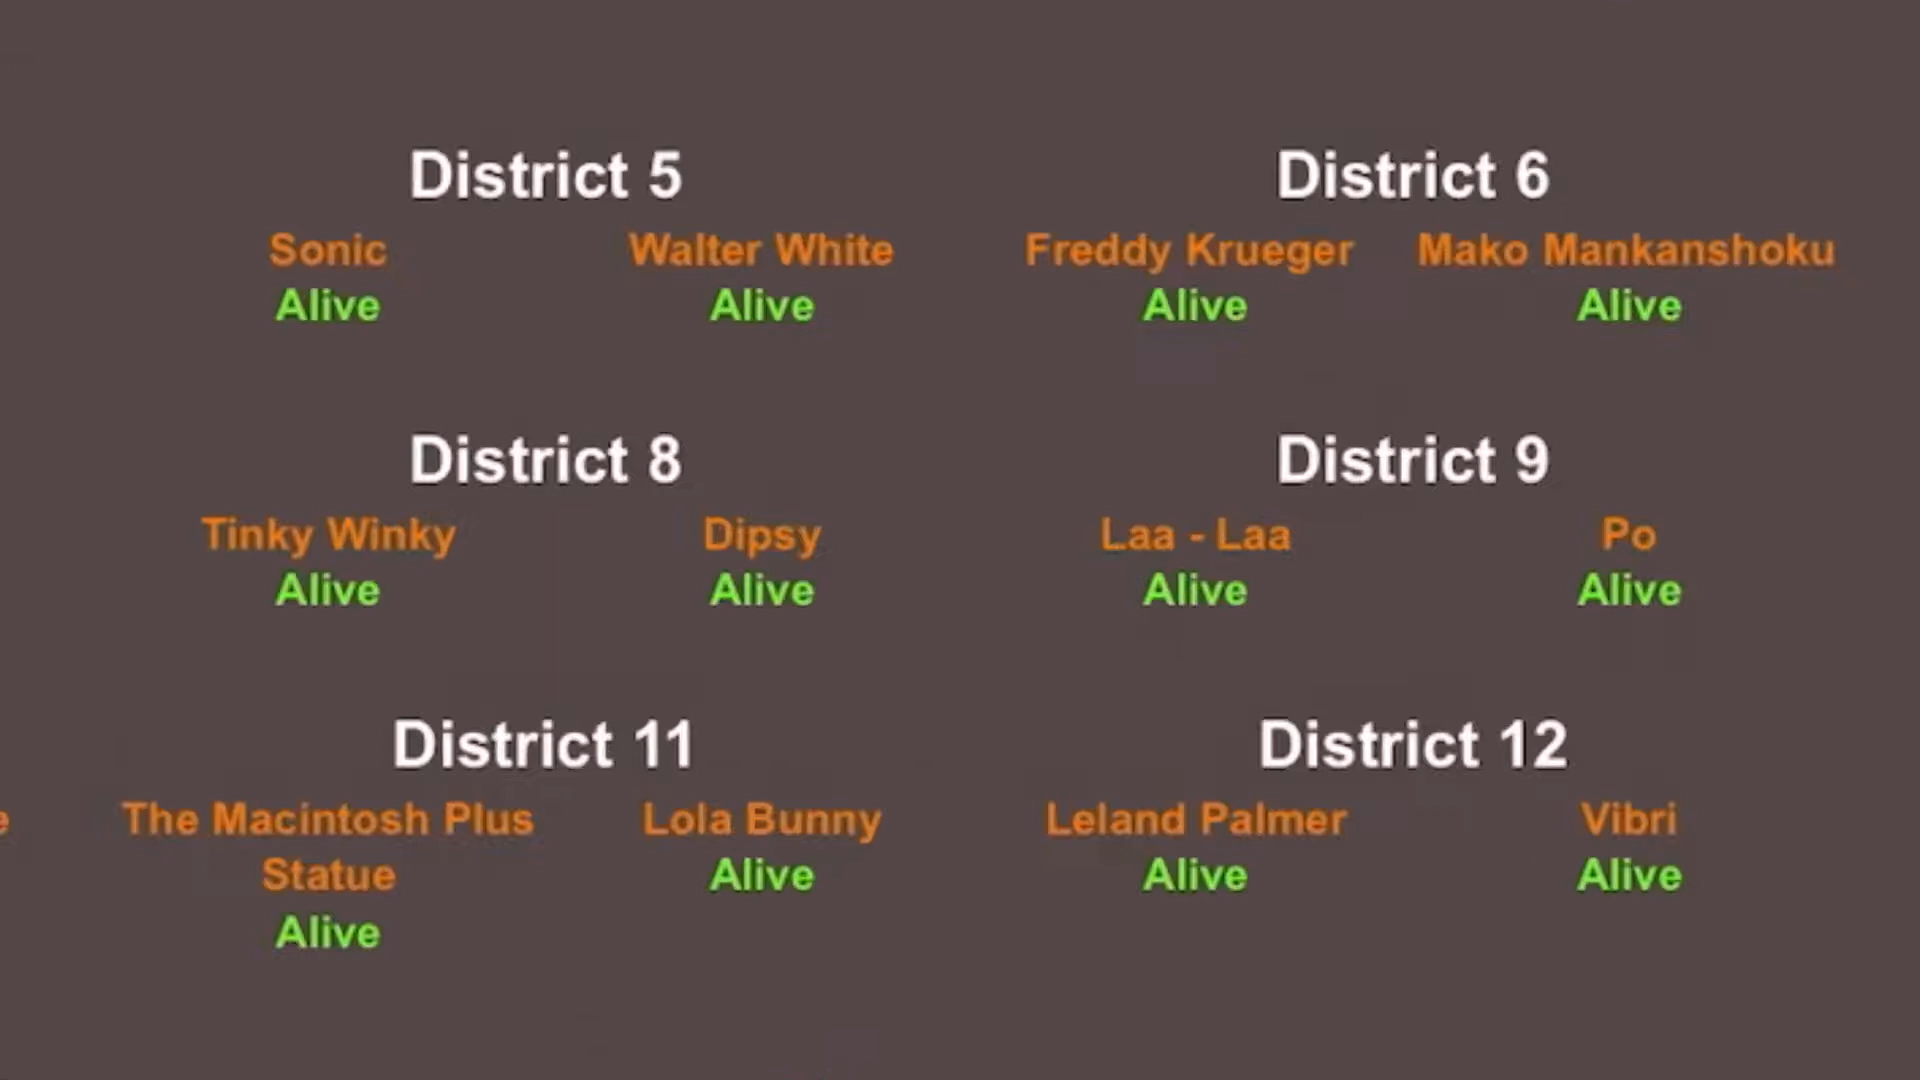 District 5
District 6
Sonic
Walter White
Freddy Krueger
Mako Mankanshoku
Alive
Alive
Alive
Alive
District 8
District 9
Tinky Winky
Dipsy
Laa - Laa
Po
Alive
Alive
Alive
Alive
District 11
District 12
The Macintosh Plus
Statue
Alive
Lola Bunny
Alive
Leland Palmer
Alive
Vibri
Alive